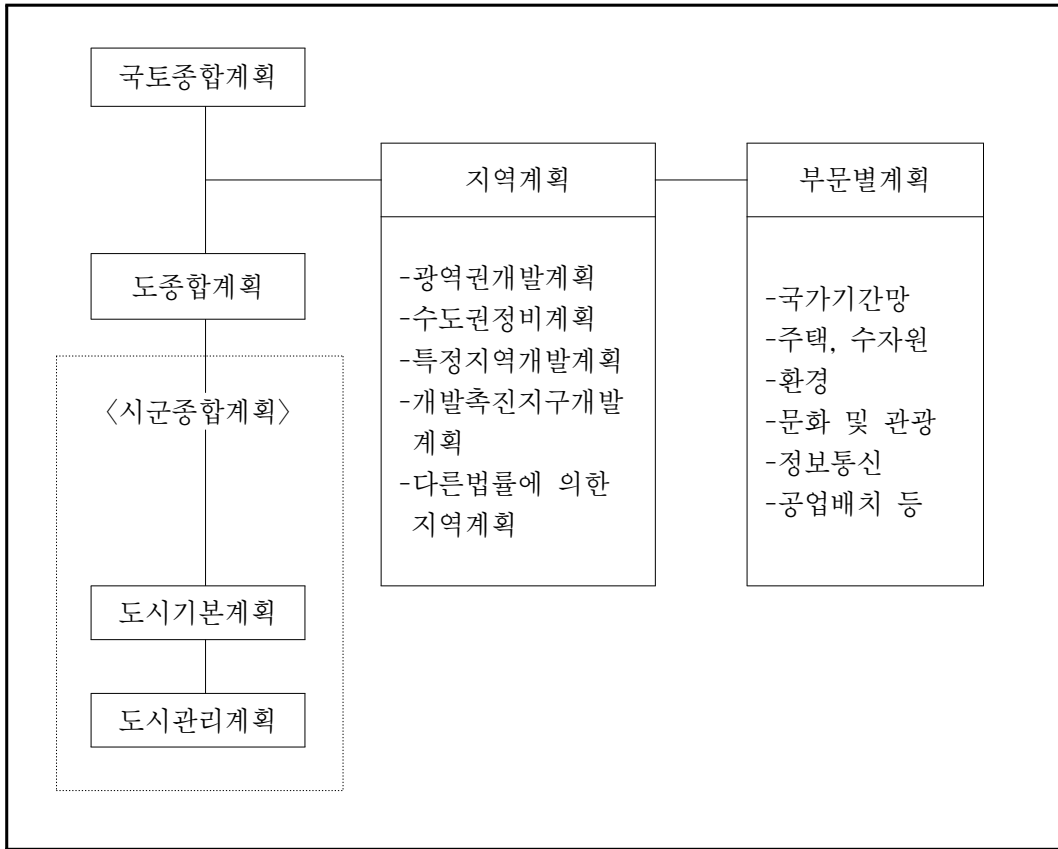 국토종합계획
지역계획
부문별계획
도종합계획
-광역권개발계획
-수도권정비계획
-특정지역개발계획
-개발촉진지구개발
계획
-다른법률에 의한
지역계획
-국가기간망
-주택, 수자원
-환경
-문화 및 관광
-정보통신
-공업배치 등
〈시군종합계획〉
도시기본계획
도시관리계획